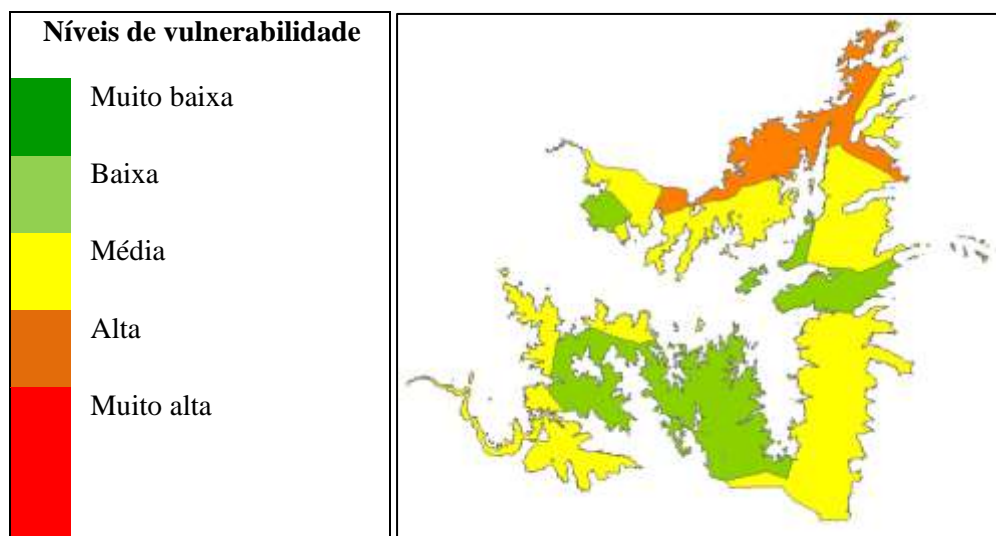 Níveis de vulnerabilidade
Muito baixa
Baixa
Média
Alta
Muito alta